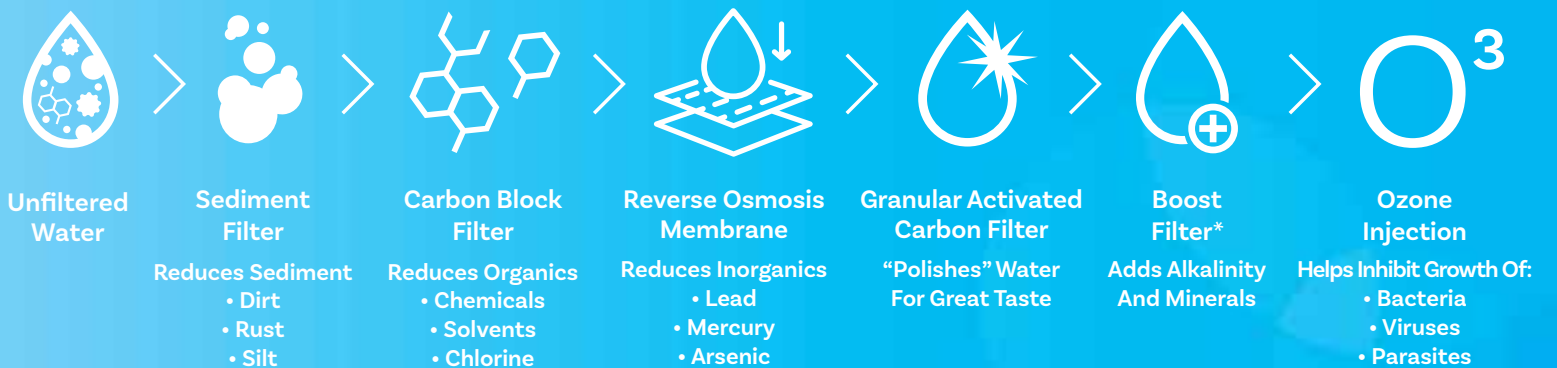 Unfiltered
Water
Sediment
Filter
Reduces Sediment
• Dirt
• Rust
• Silt
Carbon Block
Filter
Reduces Organics
• Chemicals
• Solvents
• Chlorine
Reverse Osmosis
Membrane
Reduces Inorganics
• Lead
• Mercury
• Arsenic
Granular Activated
Carbon Filter
“Polishes” Water
For Great Taste
Boost
Filter*
Adds Alkalinity
And Minerals
O³
Ozone
Injection
Helps Inhibit Growth Of:
• Bacteria
• Viruses
• Parasites